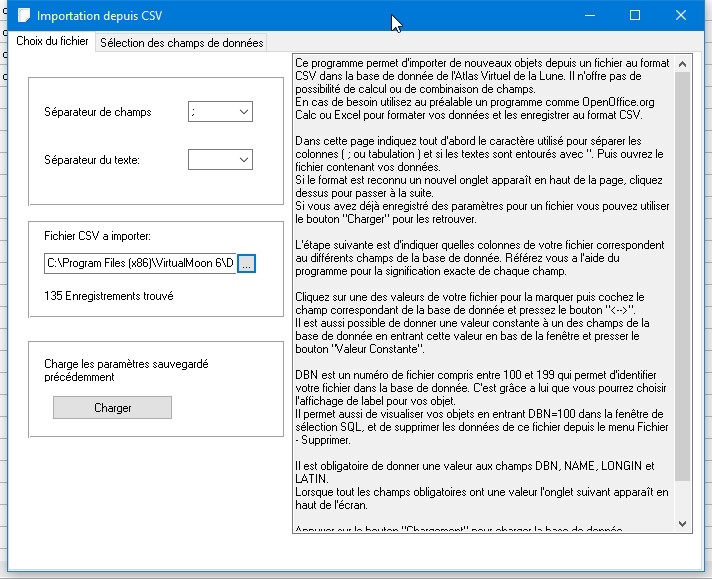 Importation depuis CSV
Choix du fichier
Sélection des champs de données
Séparateur de champs
;
Séparateur du texte:
Fichier CSV a importer:
C:\Program Files (x86)\VirtualMoon 6\D
...
135 Enregistrements trouvé
Charge les paramètres sauvegardé
précédemment
Charger
Ce programme permet d'importer de nouveaux objets depuis un fichier au format
CSV dans la base de donnée de l'Atlas Virtuel de la Lune. Il n'offre pas de
possibilité de calcul ou de combinaison de champs.
En cas de besoin utilisez au préalable un programme comme OpenOffice.org
Calc ou Excel pour formater vos données et les enregistrer au format CSV.
Dans cette page indiquez tout d'abord le caractère utilisé pour séparer les
colonnes ( ; ou tabulation ) et si les textes sont entourés avec ". Puis ouvrez le
fichier contenant vos données.
Si le format est reconnu un nouvel onglet apparaît en haut de la page, cliquez
dessus pour passer à la suite.
Si vous avez déjà enregistré des paramètres pour un fichier vous pouvez utiliser
le bouton "Charger" pour les retrouver.
L'étape suivante est d'indiquer quelles colonnes de votre fichier correspondent
au différents champs de la base de donnée. Référez vous a l'aide du
programme pour la signification exacte de chaque champ.
Cliquez sur une des valeurs de votre fichier pour la marquer puis cochez le
champ correspondant de la base de donnée et pressez le bouton "<-->".
Il est aussi possible de donner une valeur constante à un des champs de la
base de donnée en entrant cette valeur en bas de la fenêtre et presser le
bouton "Valeur Constante".
DBN est un numéro de fichier compris entre 100 et 199 qui permet d'identifier
votre fichier dans la base de donnée. C'est grâce a lui que vous pourrez choisir
l'affichage de label pour vos objet.
Il permet aussi de visualiser vos objets en entrant DBN=100 dans la fenêtre de
sélection SQL, et de supprimer les données de ce fichier depuis le menu Fichier
- Supprimer.
Il est obligatoire de donner une valeur aux champs DBN, NAME, LONGIN et
LATIN.
Lorsque tout les champs obligatoires ont une valeur l'onglet suivant apparaît en
haut de l'écran.
Appuyer sur le bouton "Chargement" pour charger la base de donnée